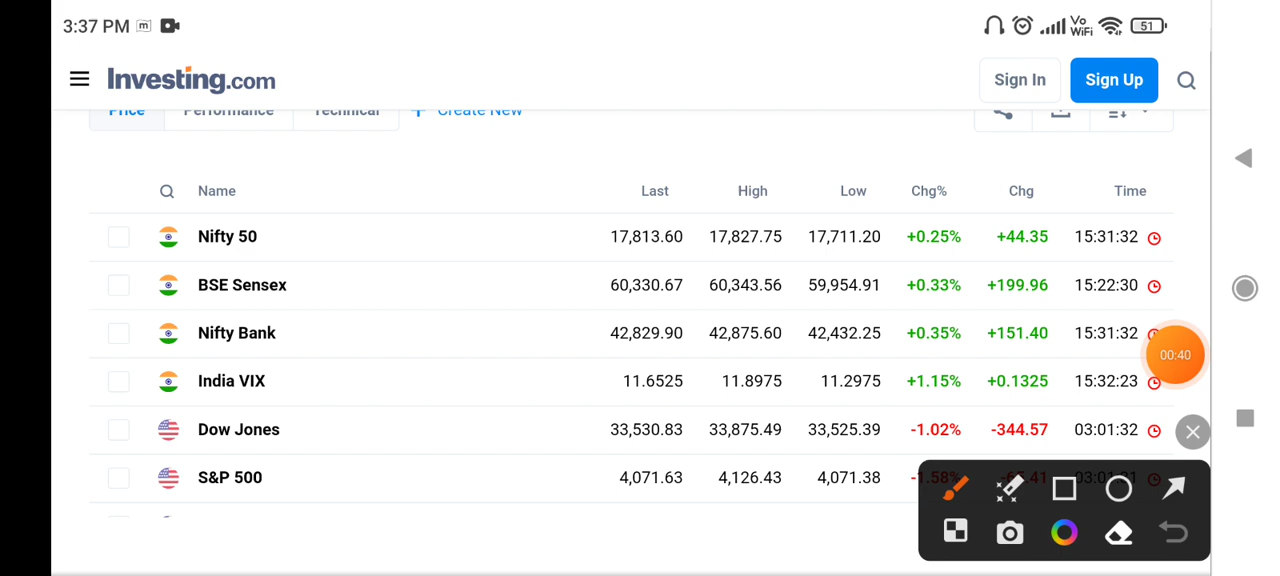 3:37 PM m 51
Vo WiFi
Investing.com Sign In Sign Up
Price Performance Technical + Create New
Name Last High Low Chg% Chg Time
Nifty 50 17,813.60 17,827.75 17,711.20 +0.25% +44.35 15:31:32
BSE Sensex 60,330.67 60,343.56 59,954.91 +0.33% +199.96 15:22:30
Nifty Bank 42,829.90 42,875.60 42,432.25 +0.35% +151.40 15:31:32
00:40
India VIX 11.6525 11.8975 11.2975 +1.15% +0.1325 15:32:23
Dow Jones 33,530.83 33,875.49 33,525.39 -1.02% -344.57 03:01:32
S&P 500 4,071.63 4,126.43 4,071.38